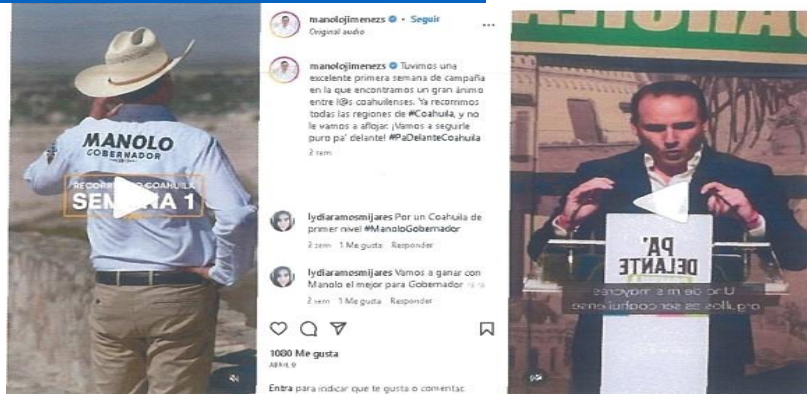 MANOLO
GOBERNADOR
RECORRIENDO COAHUILA
SEMANA 1
manolojimenezs • Seguir
Original audio
...
manolojimenezs Tuvimos una
excelente primera semana de campaña
en la que encontramos un gran ánimo
entre l@s coahuilenses. Ya recorrimos
todas las regiones de #Coahuila, y no
le vamos a aflojar. ¡Vamos a seguirle
puro pa' delante! #PaDelanteCoahuila
2 sem
lydiaramosmijares Por un Coahuila de
primer nivel #ManoloGobernador
2 sem 1 Me gusta Responder
lydiaramosmijares Vamos a ganar con
Manolo el mejor para Gobernador
2 sem 1 Me gusta Responder
1080 Me gusta
ABRIL 9
Entra para indicar que te gusta o comentar.
PA'
DELANTE
Uno de mis mayores
orgullos es ser coahuilense